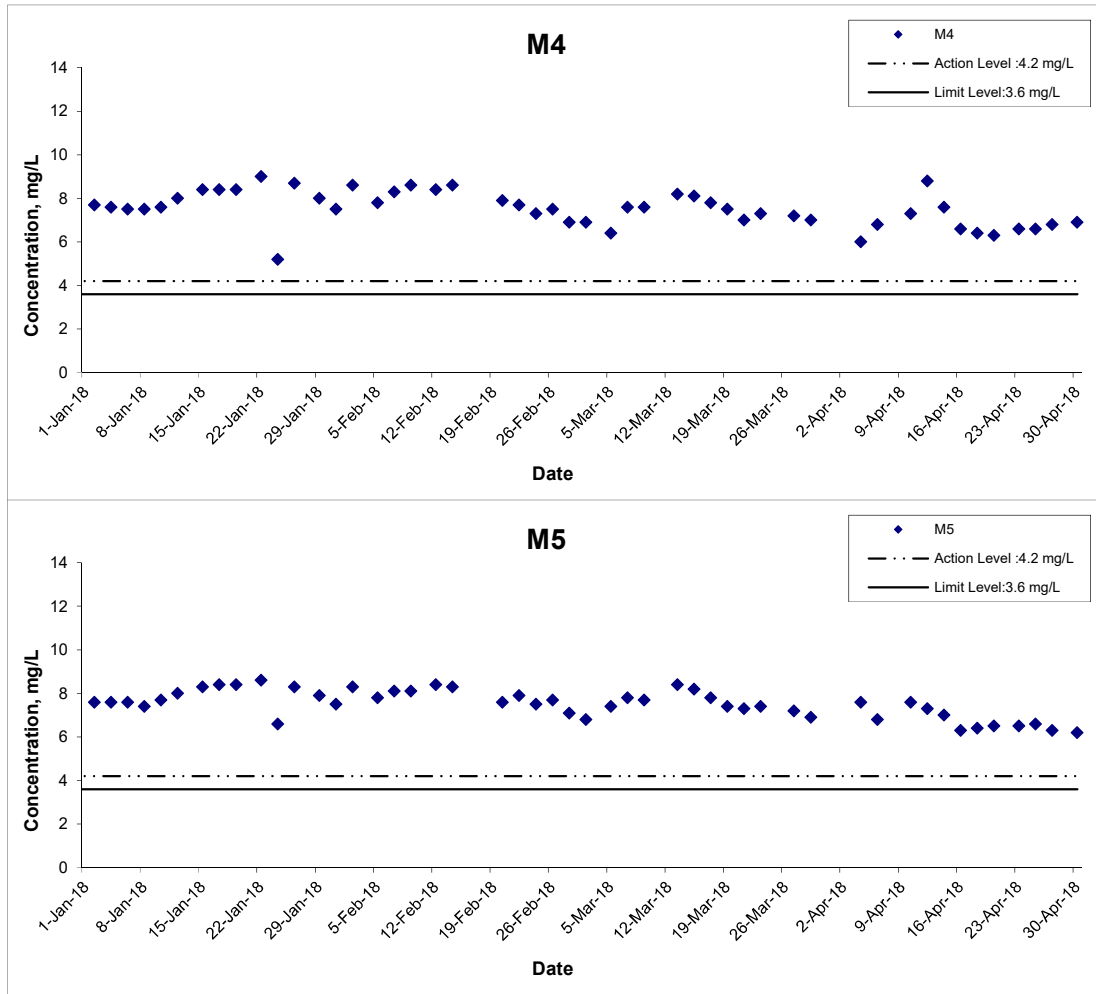 M4
M4
Action Level :4.2 mg/L
Limit Level:3.6 mg/L
Concentration, mg/L
14
12
10
8
6
4
2
0
1-Jan-18
8-Jan-18
15-Jan-18
22-Jan-18
29-Jan-18
5-Feb-18
12-Feb-18
19-Feb-18
26-Feb-18
5-Mar-18
12-Mar-18
19-Mar-18
26-Mar-18
2-Apr-18
9-Apr-18
16-Apr-18
23-Apr-18
30-Apr-18
Date
M5
M5
Action Level :4.2 mg/L
Limit Level:3.6 mg/L
Concentration, mg/L
14
12
10
8
6
4
2
0
1-Jan-18
8-Jan-18
15-Jan-18
22-Jan-18
29-Jan-18
5-Feb-18
12-Feb-18
19-Feb-18
26-Feb-18
5-Mar-18
12-Mar-18
19-Mar-18
26-Mar-18
2-Apr-18
9-Apr-18
16-Apr-18
23-Apr-18
30-Apr-18
Date